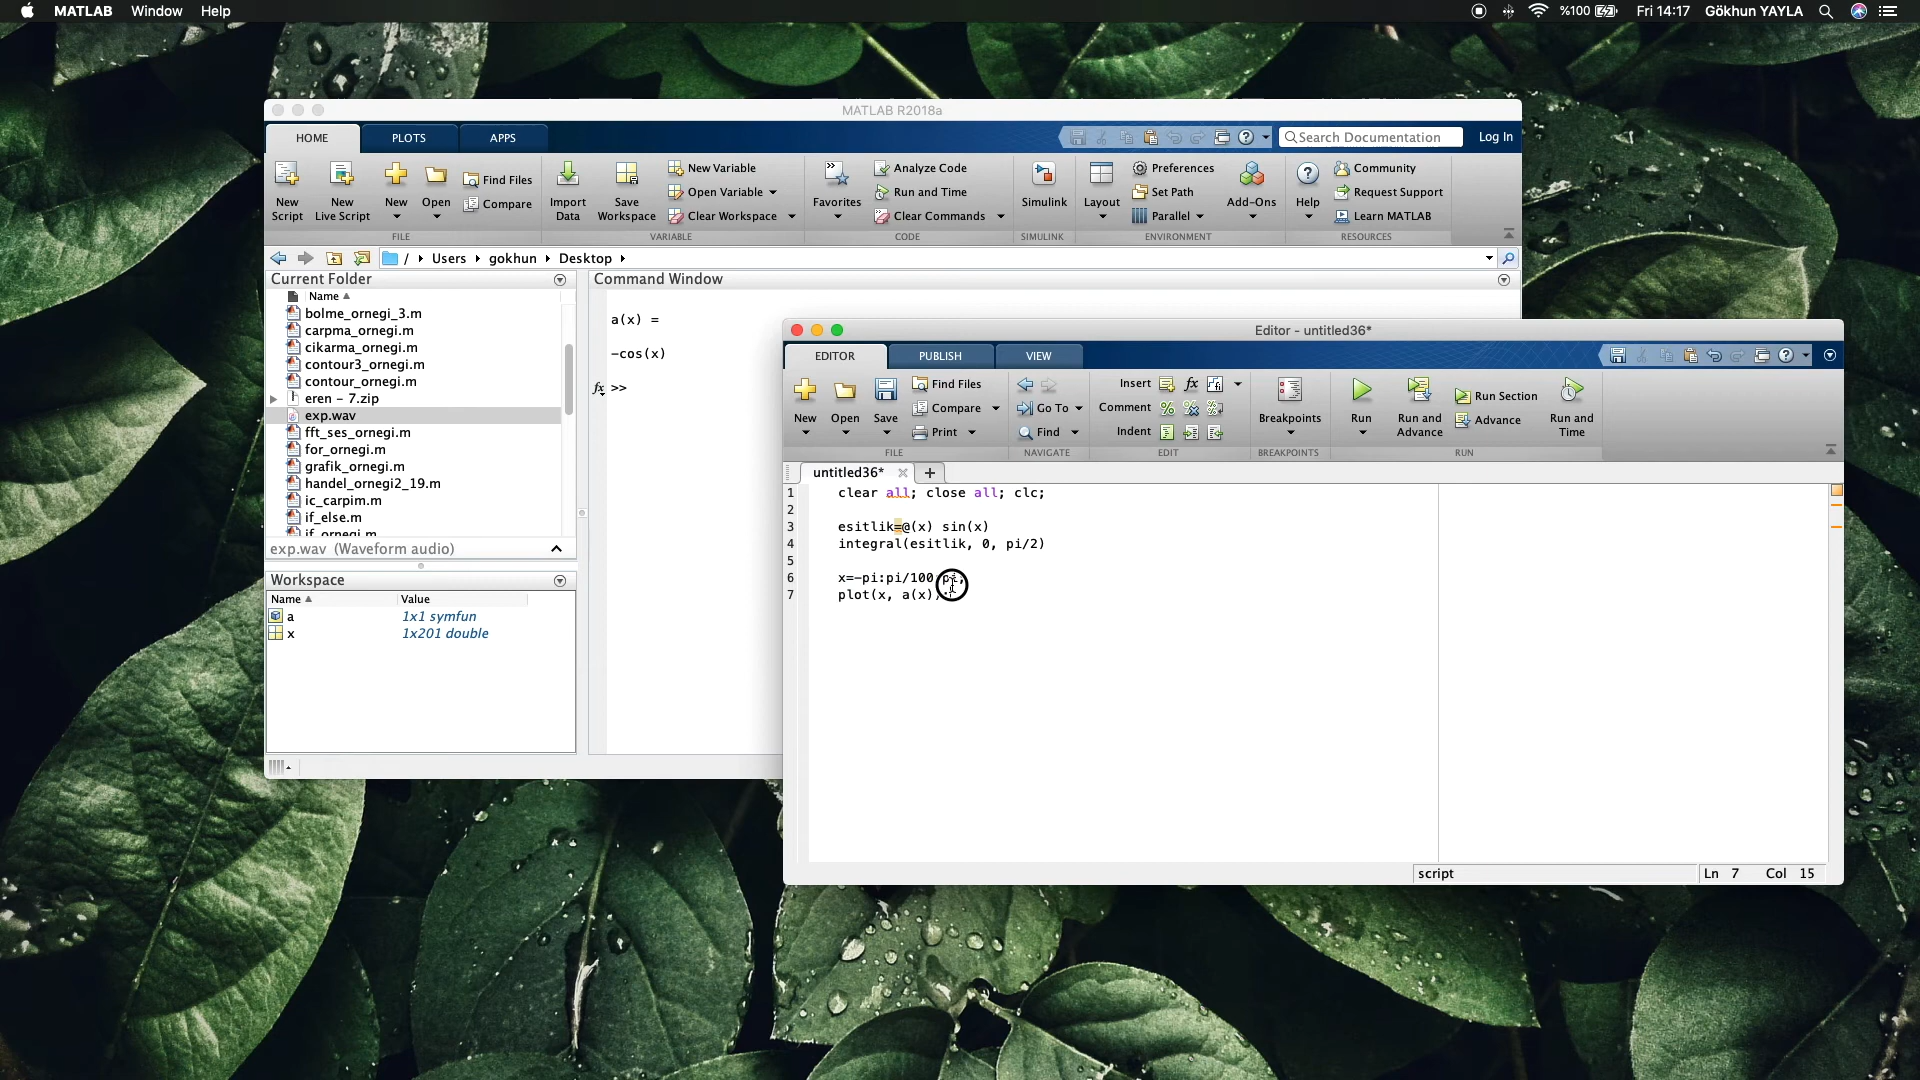 MATLAB Window Help
%100 Fri 14:17 Gökhun YAYLA
MATLAB R2018a
HOME PLOTS APPS
Search Documentation Log In
New Script
New Live Script
New
Open
Find Files
Compare
Import Data
Save Workspace
New Variable
Open Variable
Clear Workspace
Favorites
Analyze Code
Run and Time
Clear Commands
Simulink
Layout
Preferences
Set Path
Parallel
Add-Ons
Help
Community
Request Support
Learn MATLAB
FILE VARIABLE CODE SIMULINK ENVIRONMENT RESOURCES
/ Users gokhun Desktop
Current Folder
Name
bolme_ornegi_3.m
carpma_ornegi.m
cikarma_ornegi.m
contour3_ornegi.m
contour_ornegi.m
eren - 7.zip
exp.wav
fft_ses_ornegi.m
for_ornegi.m
grafik_ornegi.m
handel_ornegi2_19.m
ic_carpim.m
if_else.m
if_ornegi.m
exp.wav (Waveform audio)
Workspace
Name Value
a 1x1 symfun
x 1x201 double
Command Window
a(x) =
-cos(x)
fx >>
Editor - untitled36*
EDITOR PUBLISH VIEW
New
Open
Save
Find Files
Compare
Print
Go To
Find
Insert fx
Comment
Indent
Breakpoints
Run
Run and Advance
Run Section
Advance
Run and Time
FILE NAVIGATE EDIT BREAKPOINTS RUN
untitled36*
1 clear all; close all; clc;
2
3 esitlik=@(x) sin(x)
4 integral(esitlik, 0, pi/2)
5
6 x=-pi:pi/100:pi;
7 plot(x, a(x));
script Ln 7 Col 15